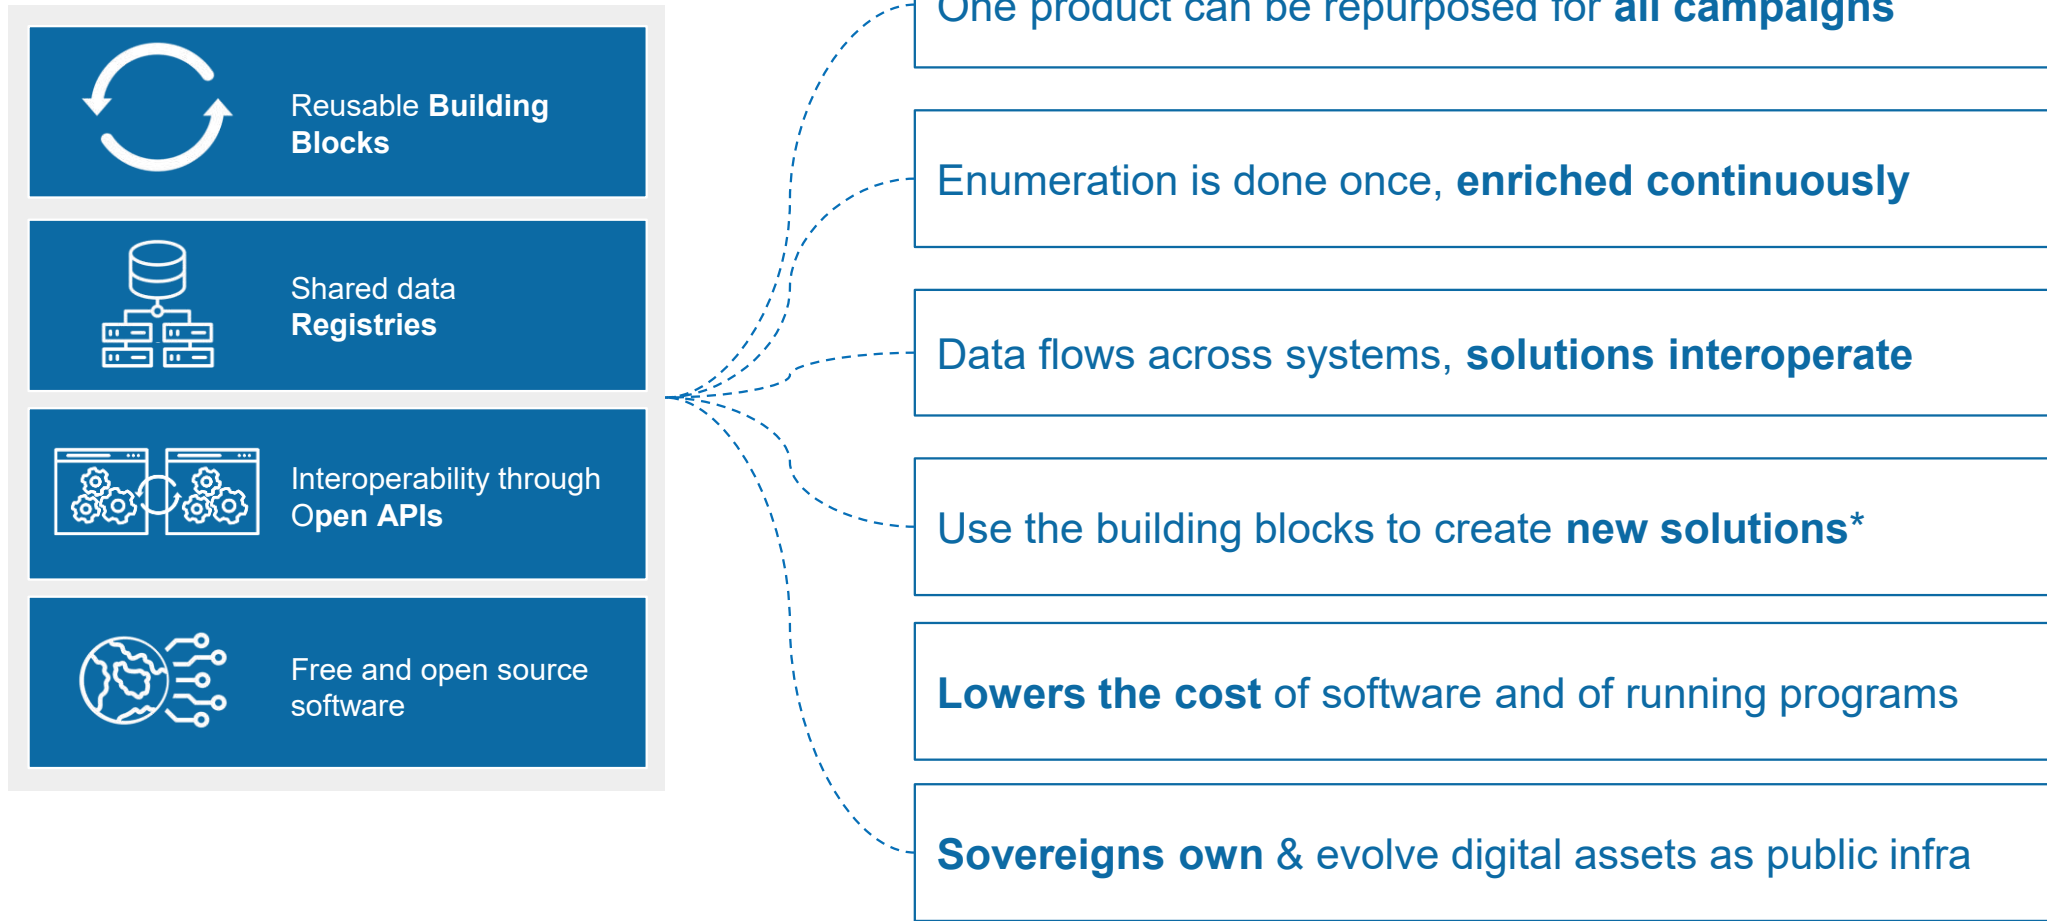 Reusable Building
Blocks
Shared data
Registries
Interoperability through
Open APIs
Free and open source
software
One product can be repurposed for all campaigns
Enumeration is done once, enriched continuously
Data flows across systems, solutions interoperate
Use the building blocks to create new solutions*
Lowers the cost of software and of running programs
Sovereigns own & evolve digital assets as public infra